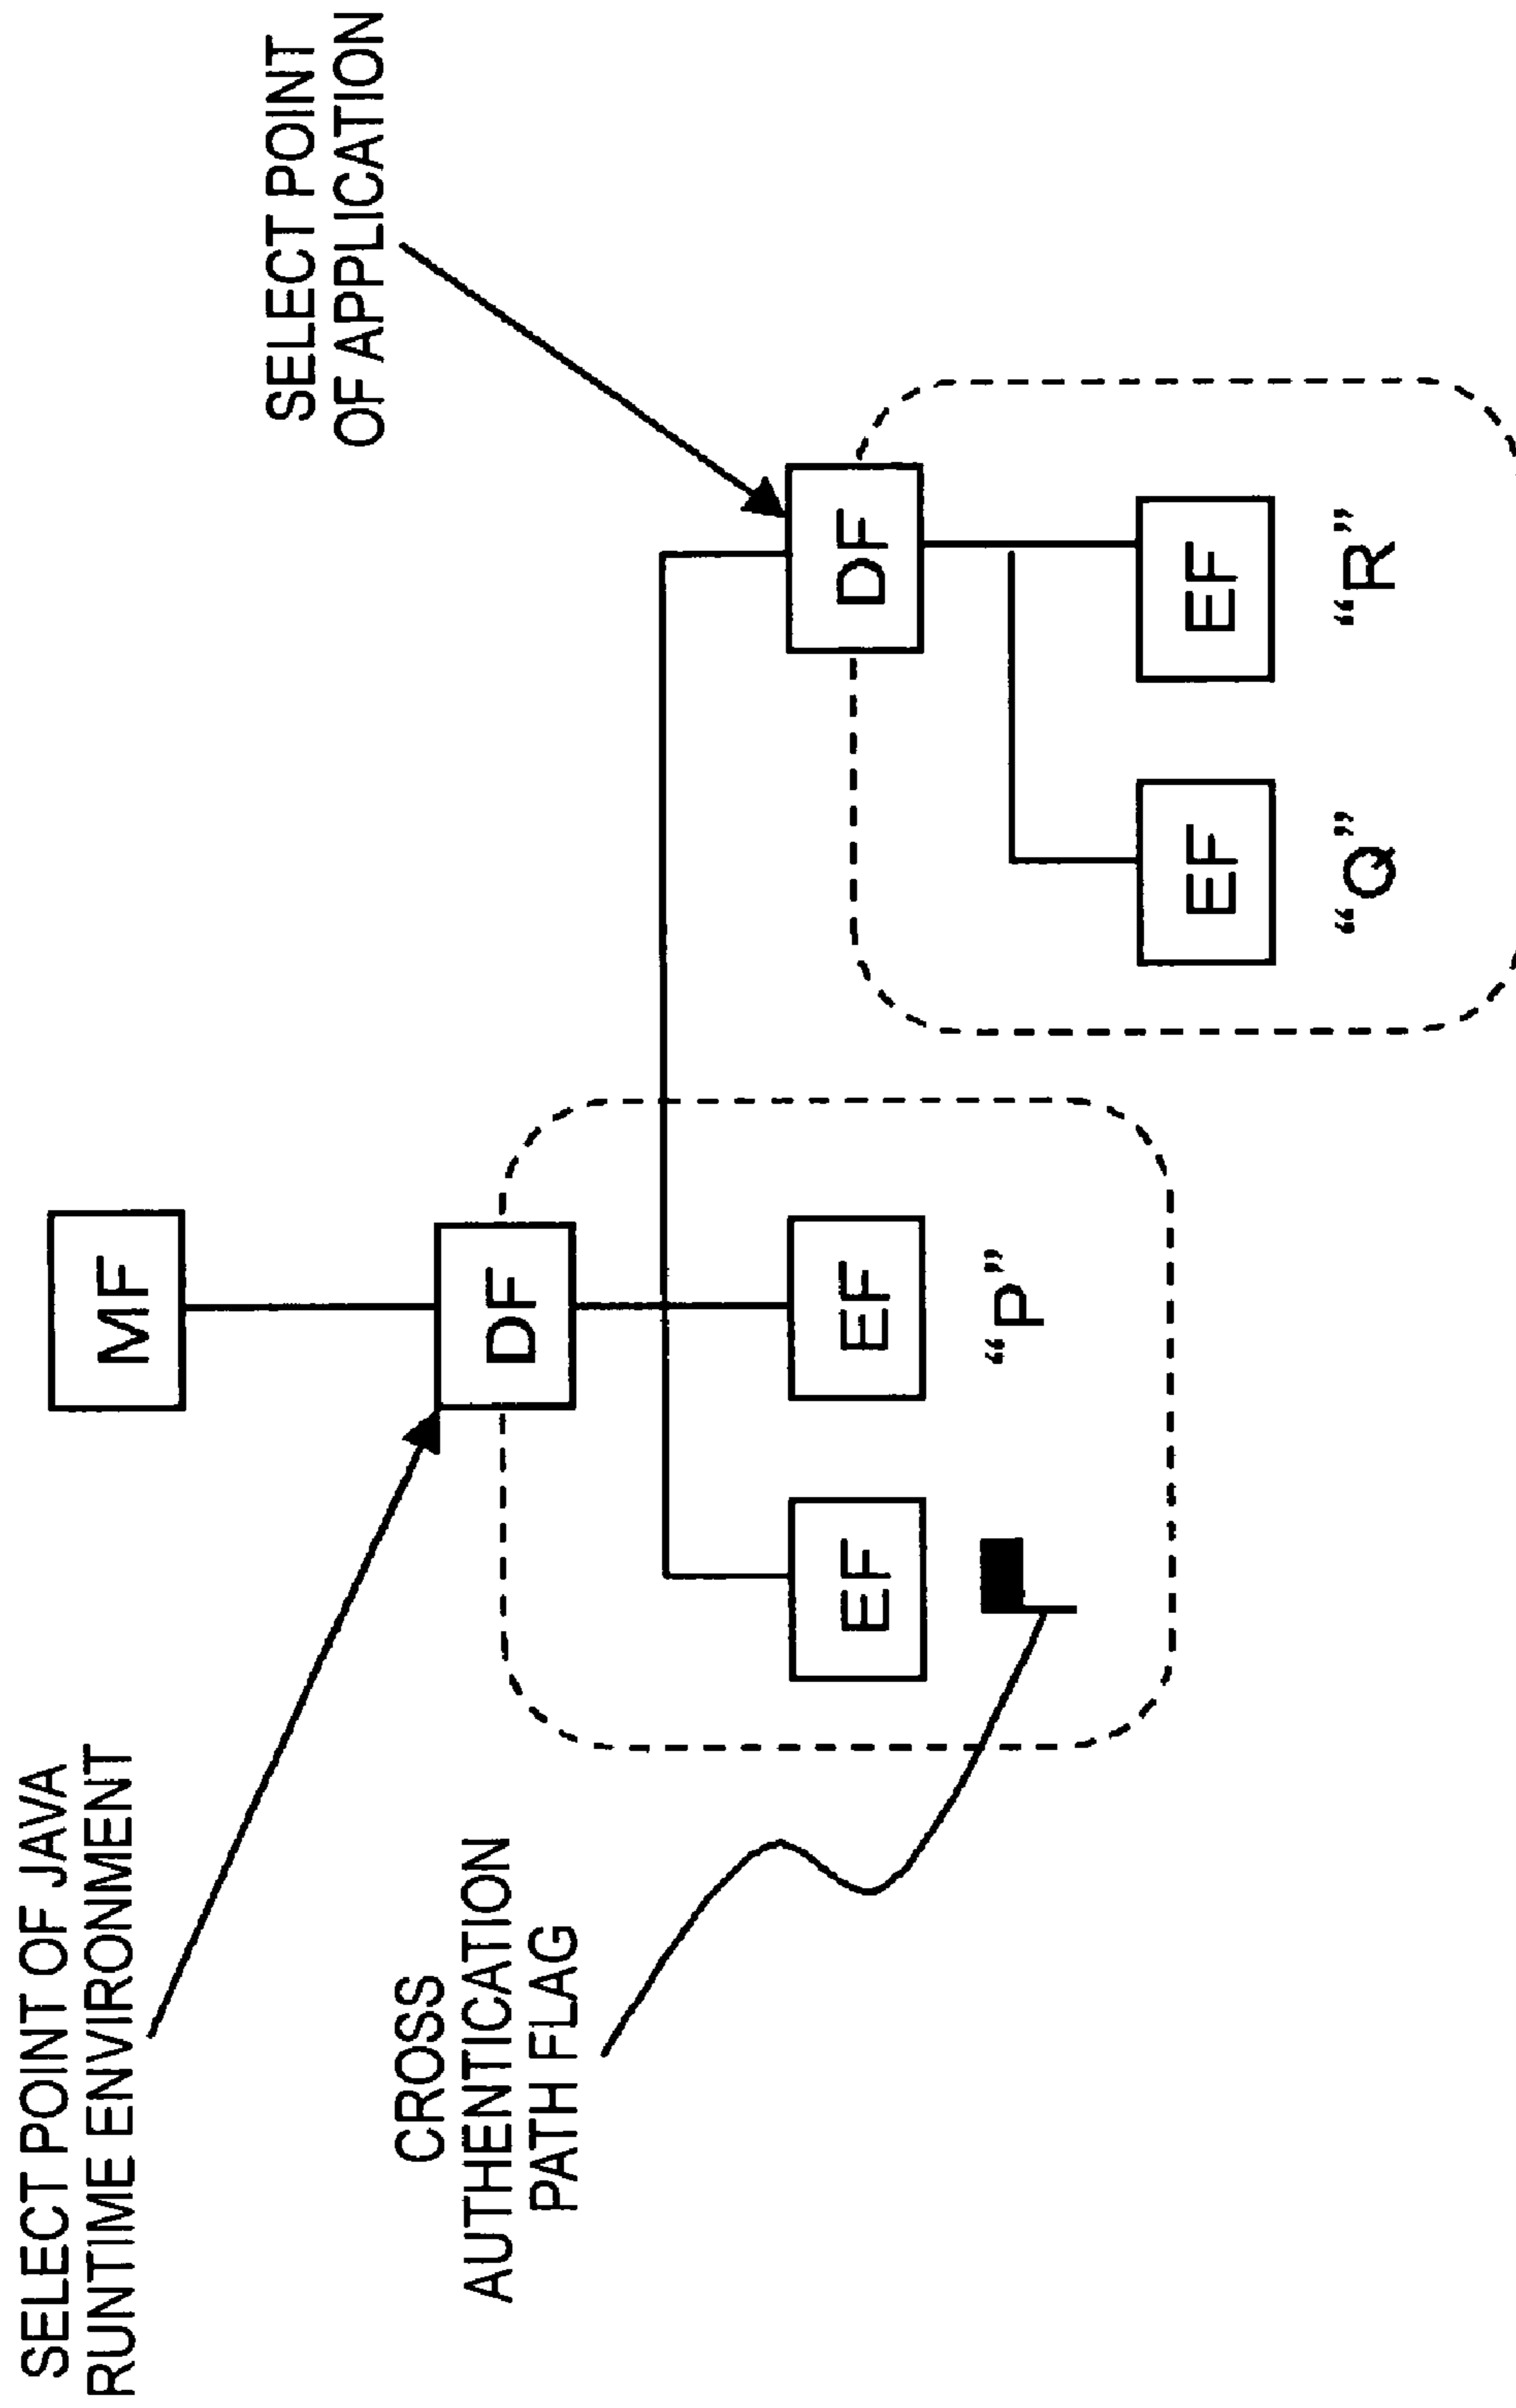 SELECT POINT OF JAVA
RUNTIME ENVIRONMENT
MF
SELECT POINT
OF APPLICATION
CROSS
AUTHENTICATION
PATH FLAG
DF
EF
EF
“P”
DF
EF
EF
“Q”
“R”